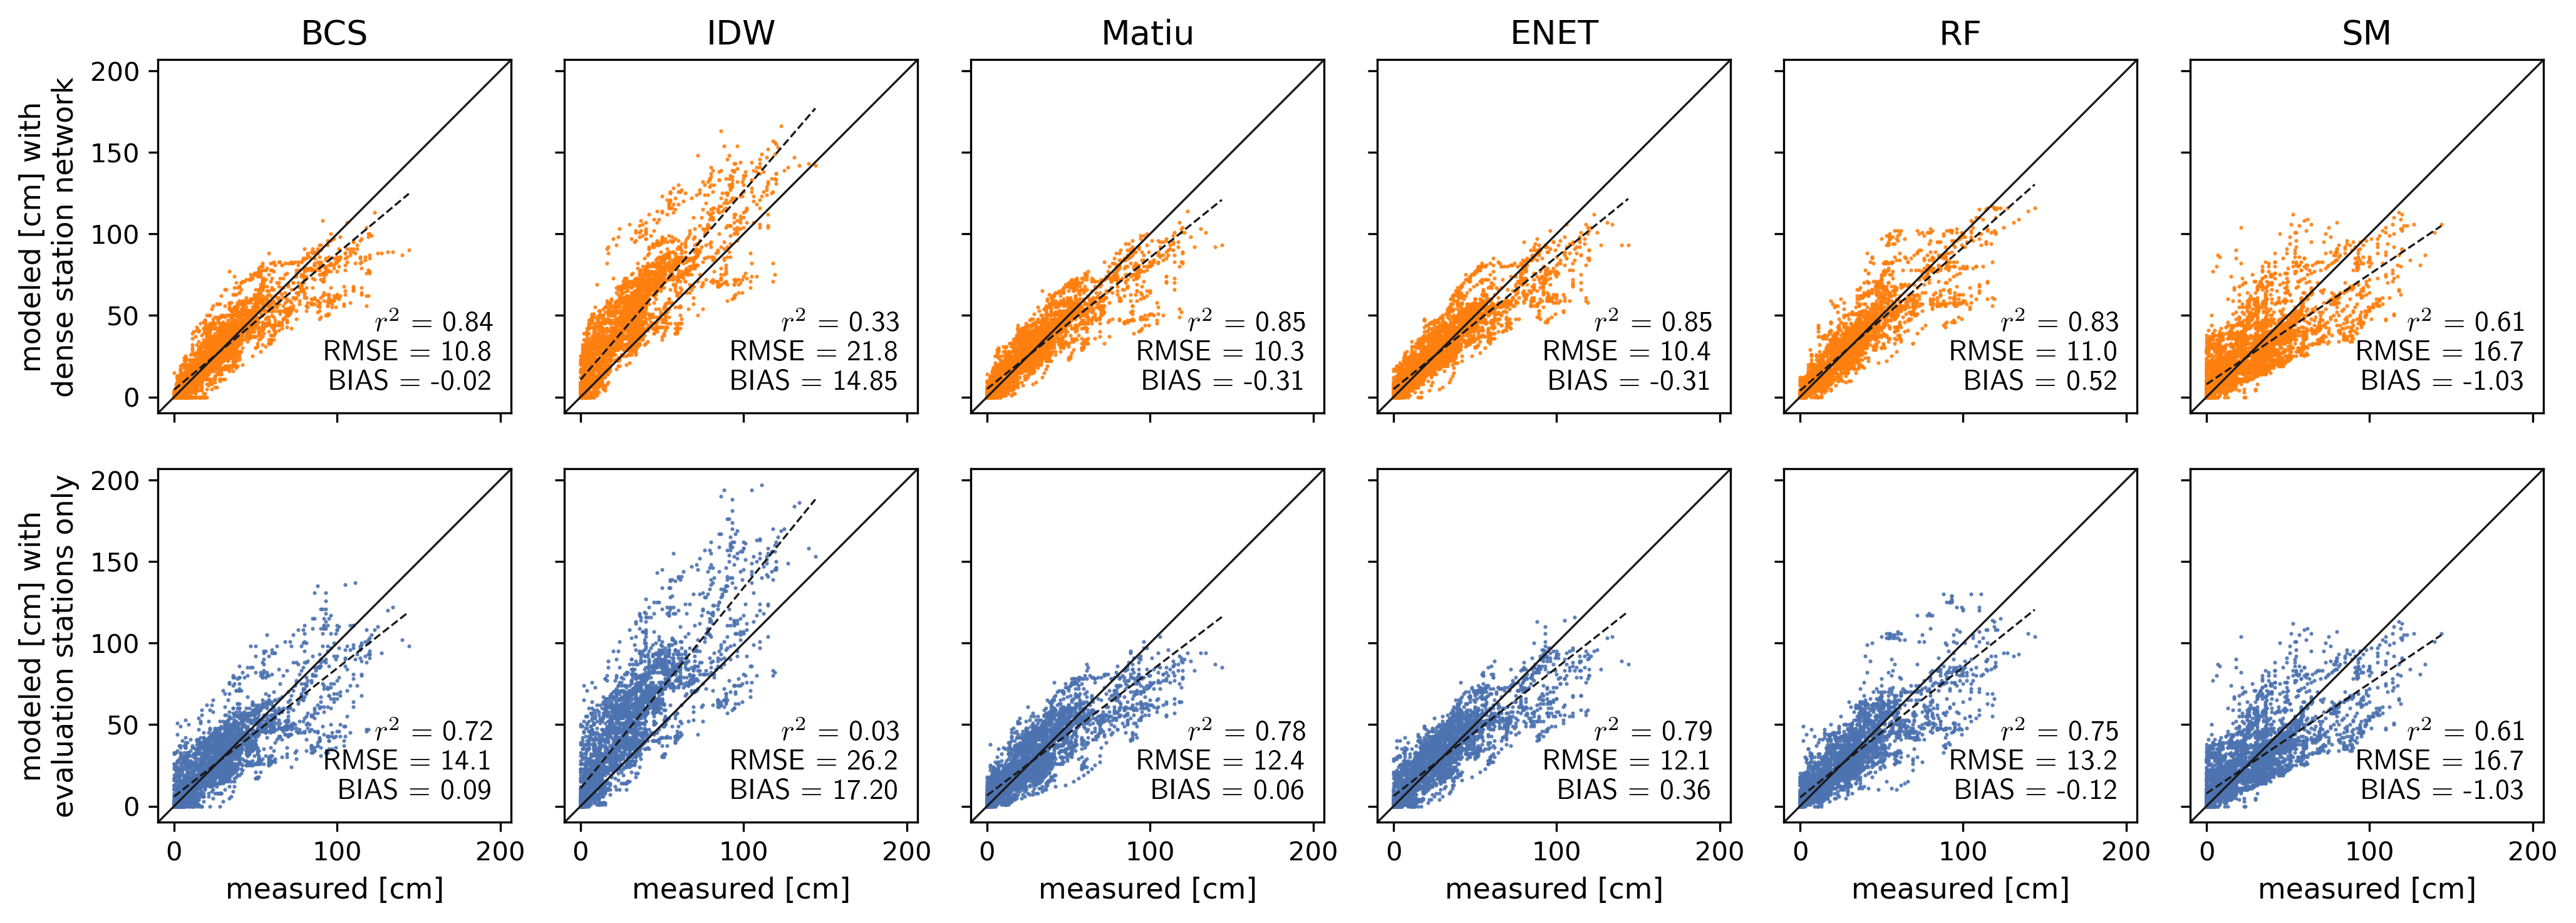 BCS IDW Matiu ENET RF SM
modeled [cm] with
dense station network
200
150
100
50
0
r² = 0.84
RMSE = 10.8
BIAS = -0.02
r² = 0.33
RMSE = 21.8
BIAS = 14.85
r² = 0.85
RMSE = 10.3
BIAS = -0.31
r² = 0.85
RMSE = 10.4
BIAS = -0.31
r² = 0.83
RMSE = 11.0
BIAS = 0.52
r² = 0.61
RMSE = 16.7
BIAS = -1.03
modeled [cm] with
evaluation stations only
200
150
100
50
0
r² = 0.72
RMSE = 14.1
BIAS = 0.09
r² = 0.03
RMSE = 26.2
BIAS = 17.20
r² = 0.78
RMSE = 12.4
BIAS = 0.06
r² = 0.79
RMSE = 12.1
BIAS = 0.36
r² = 0.75
RMSE = 13.2
BIAS = -0.12
r² = 0.61
RMSE = 16.7
BIAS = -1.03
0 100 200 0 100 200 0 100 200 0 100 200 0 100 200 0 100 200
measured [cm] measured [cm] measured [cm] measured [cm] measured [cm] measured [cm]